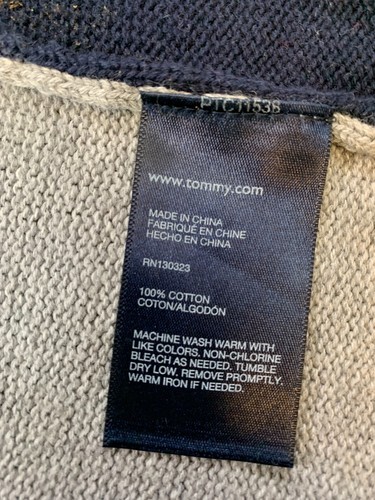 PTC11538
www.tommy.com
MADE IN CHINA
FABRIQUÉ EN CHINE
HECHO EN CHINA
RN130323
100% COTTON
COTON/ALGODÓN
MACHINE WASH WARM WITH
LIKE COLORS. NON-CHLORINE
BLEACH AS NEEDED. TUMBLE
DRY LOW. REMOVE PROMPTLY.
WARM IRON IF NEEDED.